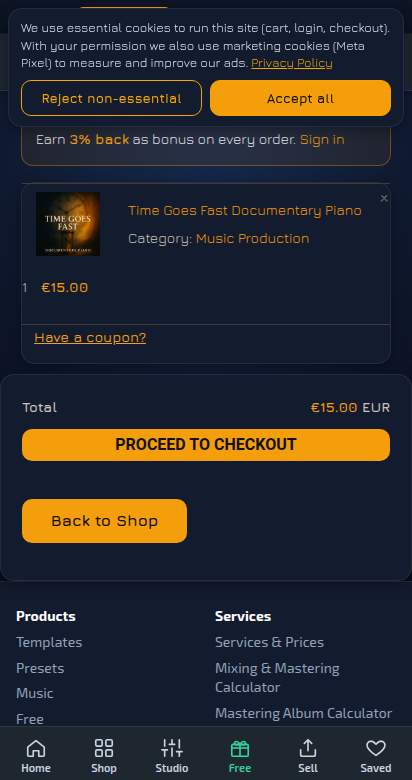 We use essential cookies to run this site (cart, login, checkout).
With your permission we also use marketing cookies (Meta
Pixel) to measure and improve our ads. Privacy Policy
Reject non-essential
Accept all
Earn 3% back as bonus on every order. Sign in
TIME GOES
FAST
Time Goes Fast Documentary Piano
×
Category: Music Production
1 €15.00
Have a coupon?
Total €15.00 EUR
PROCEED TO CHECKOUT
Back to Shop
Products
Templates
Presets
Music
Free
Services
Services & Prices
Mixing & Mastering
Calculator
Mastering Album Calculator
Home
Shop
Studio
Free
Sell
Saved